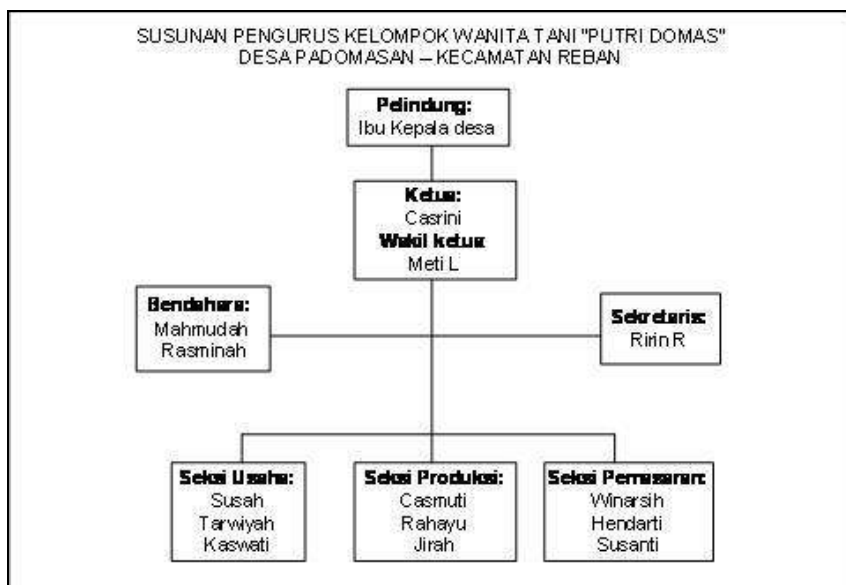 SUSUNAN PENGURUS KELOMPOK WANITA TANI "PUTRI DOMAS"
DESA PADOMASAN – KECAMATAN REBAN
Pelindung:
Ibu Kepala desa
Ketua:
Casrini
Wakil ketua
Meti L
Bendahara:
Mahmudah
Rasminah
Sekretaris:
Ririn R
Seksi Usaha:
Susah
Tarwiyah
Kaswati
Seksi Produksi:
Casmuti
Rahayu
Jirah
Seksi Pemasaran:
Winarsih
Hendarti
Susanti